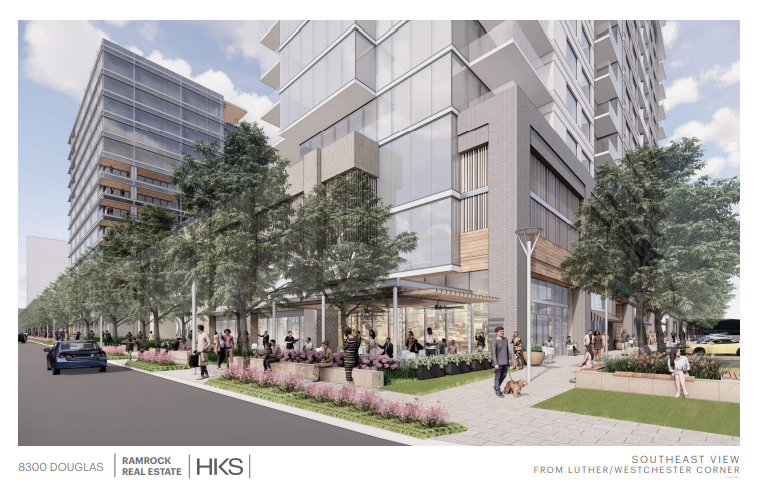 8300 DOUGLAS
RAMROCK
REAL ESTATE
HKS
SOUTHEAST VIEW
FROM LUTHER/WESTCHESTER CORNER